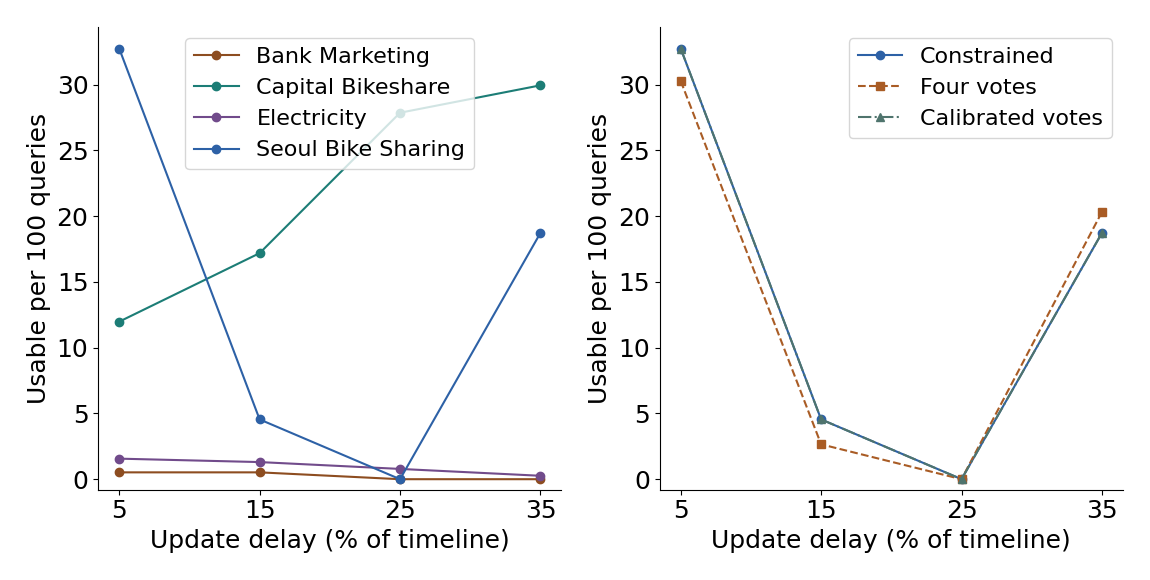 Usable per 100 queries
30
25
20
15
10
5
0
5
15
25
35
Update delay (% of timeline)
Bank Marketing
Capital Bikeshare
Electricity
Seoul Bike Sharing
Usable per 100 queries
30
25
20
15
10
5
0
5
15
25
35
Update delay (% of timeline)
Constrained
Four votes
Calibrated votes